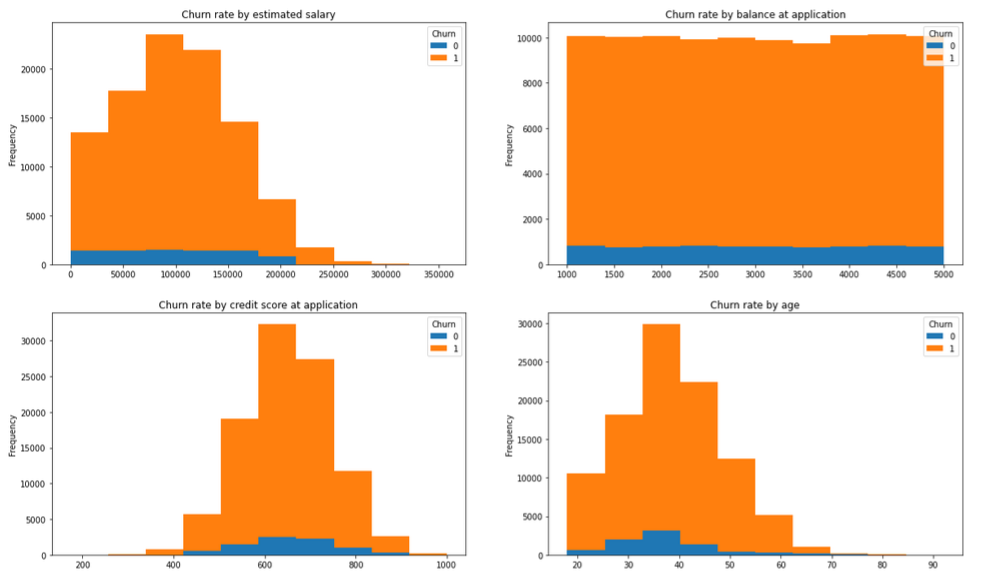 Churn rate by estimated salary
Churn
0
1
Frequency
20000
15000
10000
5000
0
0 50000 100000 150000 200000 250000 300000 350000
Churn rate by balance at application
Churn
0
1
Frequency
10000
8000
6000
4000
2000
0
1000 1500 2000 2500 3000 3500 4000 4500 5000
Churn rate by credit score at application
Churn
0
1
Frequency
30000
25000
20000
15000
10000
5000
0
200 400 600 800 1000
Churn rate by age
Churn
0
1
Frequency
30000
25000
20000
15000
10000
5000
0
20 30 40 50 60 70 80 90